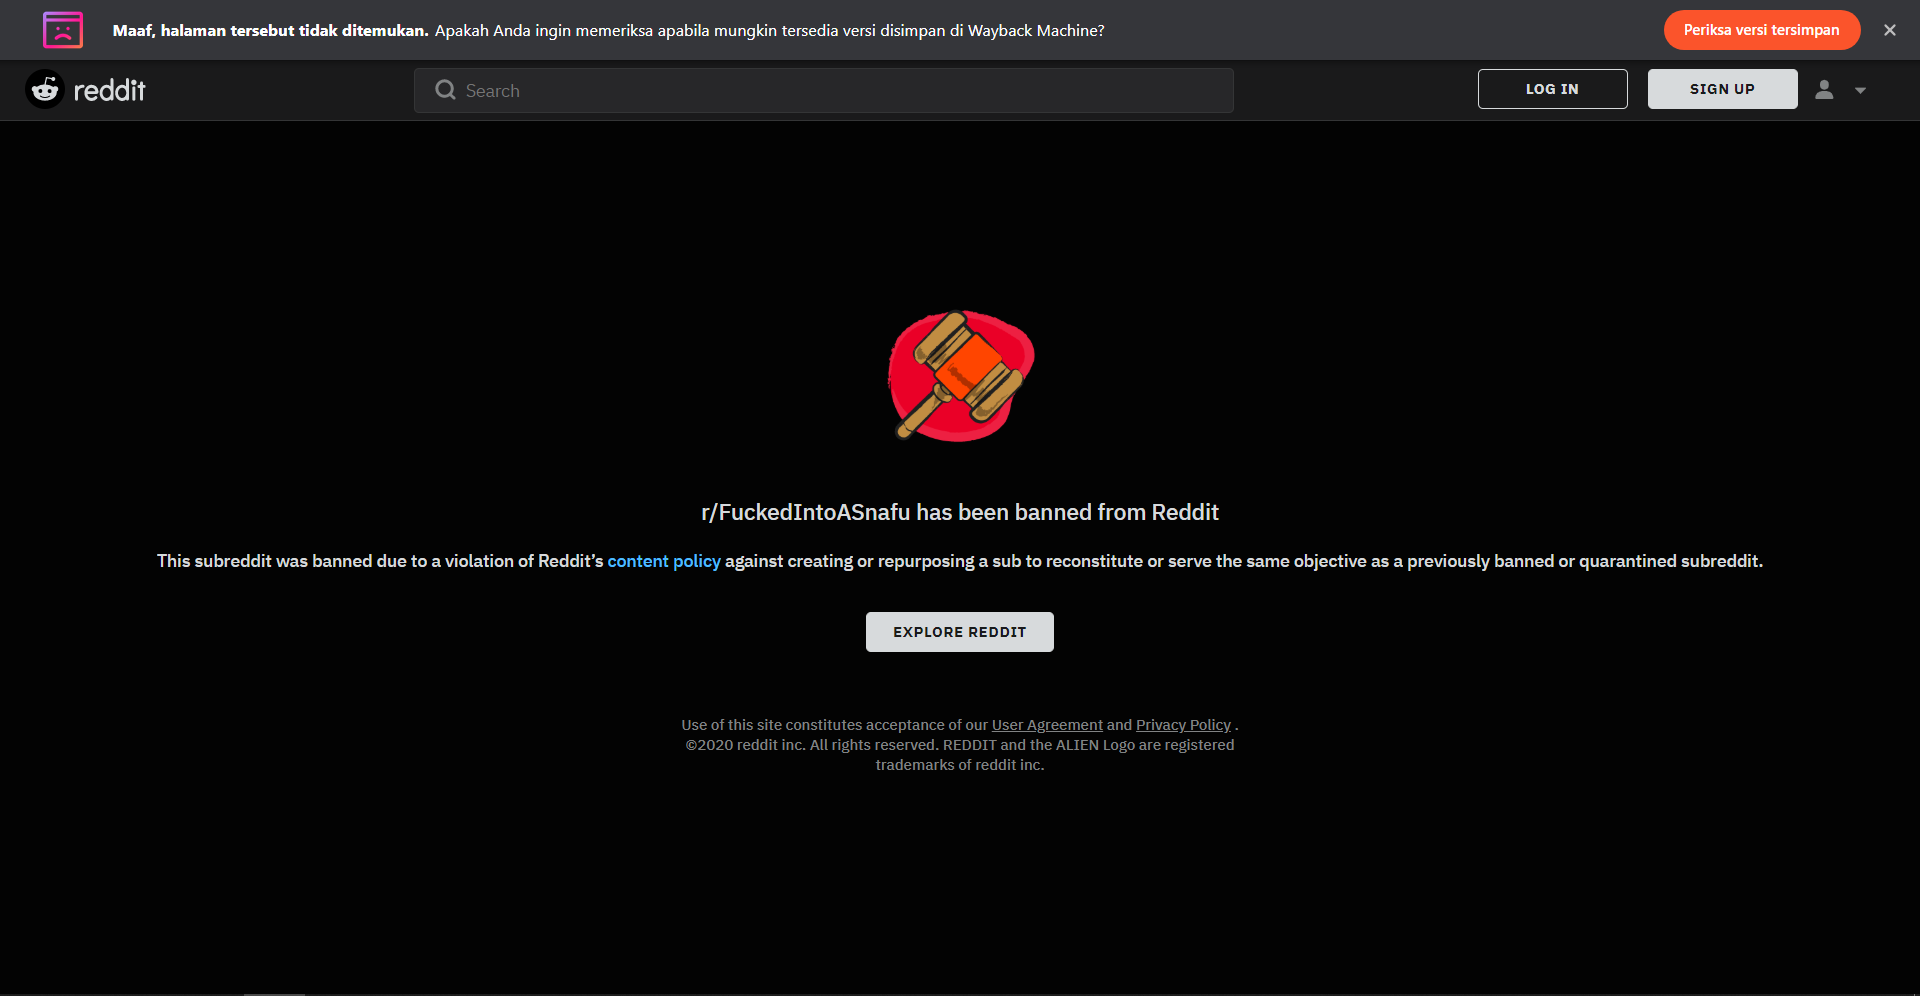 Maaf, halaman tersebut tidak ditemukan. Apakah Anda ingin memeriksa apabila mungkin tersedia versi disimpan di Wayback Machine?
Periksa versi tersimpan
reddit
Search
LOG IN
SIGN UP
r/FuckedIntoASnafu has been banned from Reddit
This subreddit was banned due to a violation of Reddit’s content policy against creating or repurposing a sub to reconstitute or serve the same objective as a previously banned or quarantined subreddit.
EXPLORE REDDIT
Use of this site constitutes acceptance of our User Agreement and Privacy Policy .
©2020 reddit inc. All rights reserved. REDDIT and the ALIEN Logo are registered
trademarks of reddit inc.